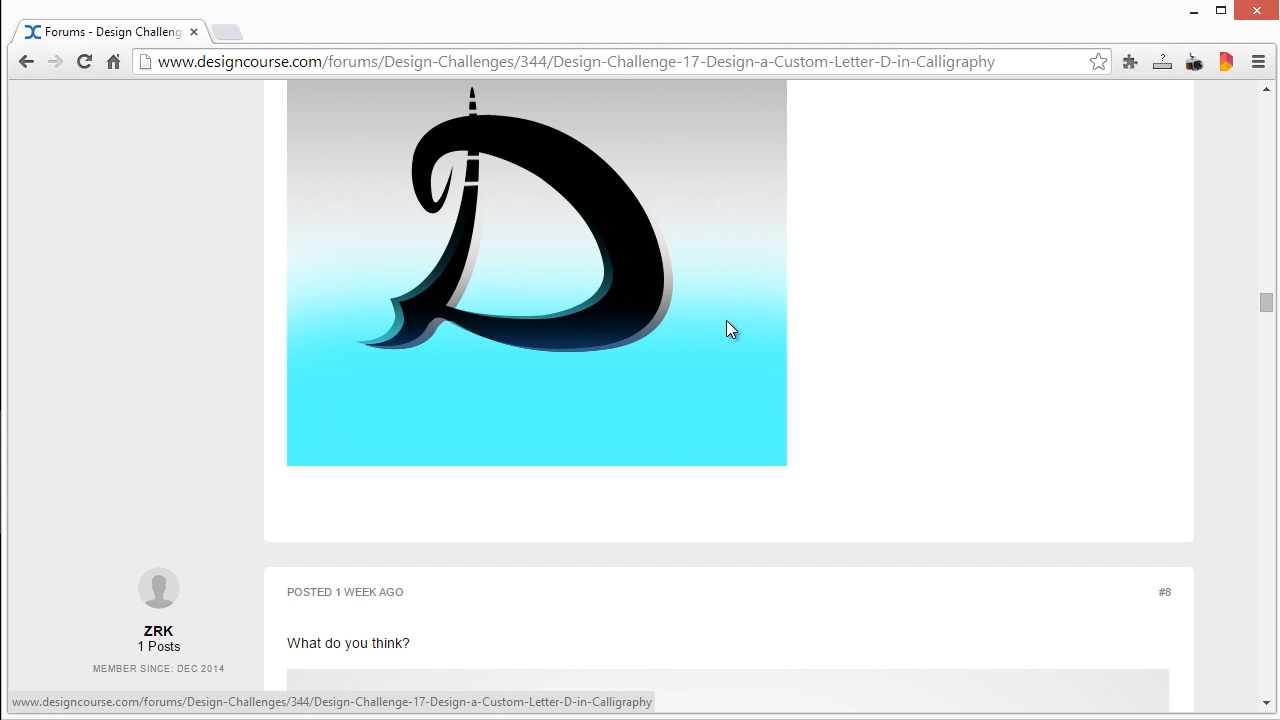 Forums - Design Challeng
www.designcourse.com/forums/Design-Challenges/344/Design-Challenge-17-Design-a-Custom-Letter-D-in-Calligraphy
D
POSTED 1 WEEK AGO
#8
ZRK
1 Posts
MEMBER SINCE: DEC 2014
What do you think?
www.designcourse.com/forums/Design-Challenges/344/Design-Challenge-17-Design-a-Custom-Letter-D-in-Calligraphy